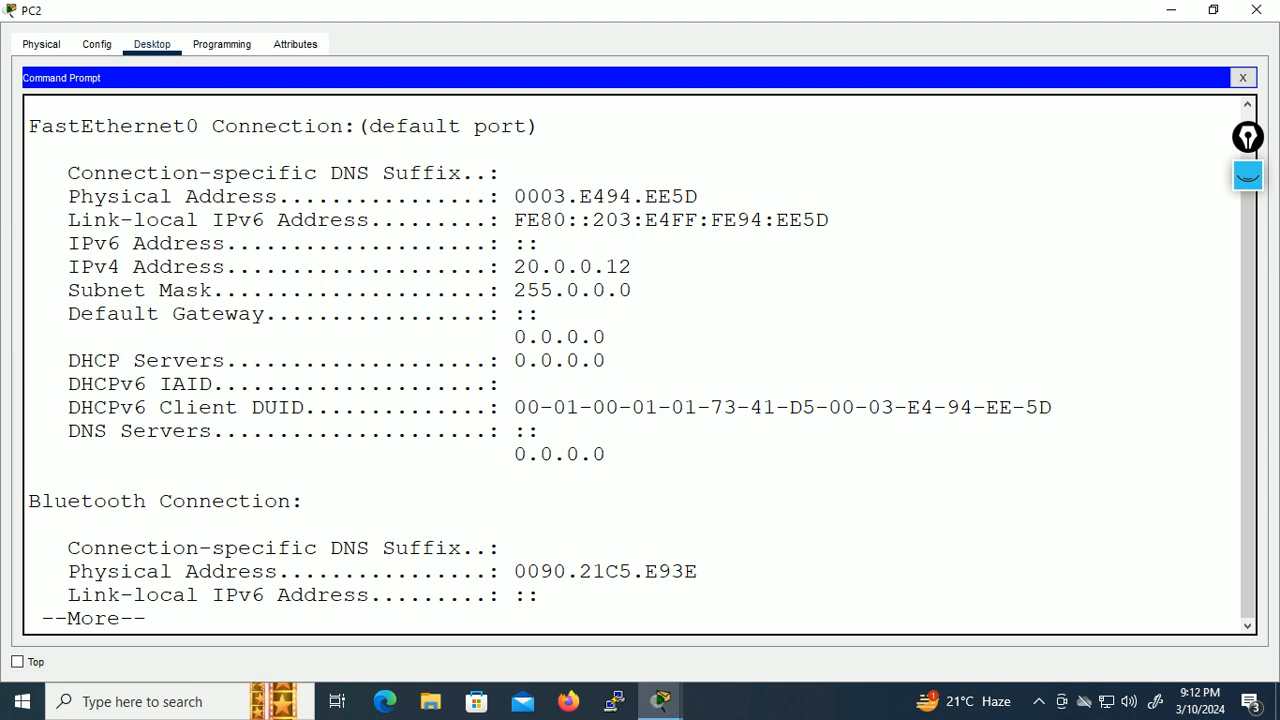 PC2
Physical Config Desktop Programming Attributes
Command Prompt X
FastEthernet0 Connection:(default port)
Connection-specific DNS Suffix..:
Physical Address................: 0003.E494.EE5D
Link-local IPv6 Address.........: FE80::203:E4FF:FE94:EE5D
IPv6 Address....................: ::
IPv4 Address....................: 20.0.0.12
Subnet Mask.....................: 255.0.0.0
Default Gateway.................: ::
0.0.0.0
DHCP Servers....................: 0.0.0.0
DHCPv6 IAID.....................:
DHCPv6 Client DUID..............: 00-01-00-01-01-73-41-D5-00-03-E4-94-EE-5D
DNS Servers.....................: ::
0.0.0.0
Bluetooth Connection:
Connection-specific DNS Suffix..:
Physical Address................: 0090.21C5.E93E
Link-local IPv6 Address.........: ::
--More--
Top
Type here to search
1 21°C Haze
9:12 PM
3/10/2024
3